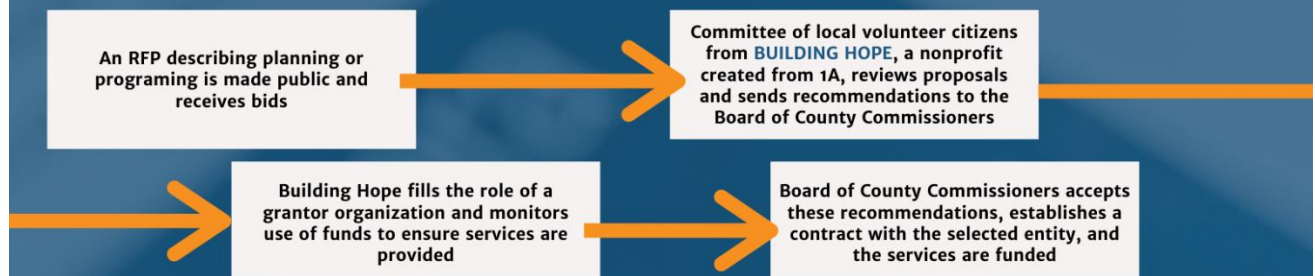 An RFP describing planning or
programing is made public and
receives bids
Committee of local volunteer citizens
from BUILDING HOPE, a nonprofit
created from 1A, reviews proposals
and sends recommendations to the
Board of County Commissioners
Building Hope fills the role of a
grantor organization and monitors
use of funds to ensure services are
provided
Board of County Commissioners accepts
these recommendations, establishes a
contract with the selected entity, and
the services are funded